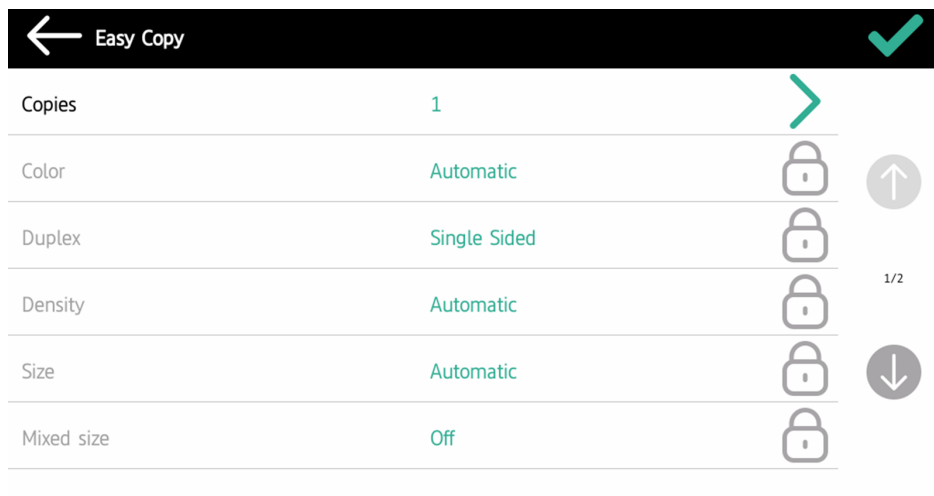 Easy Copy
Copies 1
Color Automatic
Duplex Single Sided
Density Automatic
1/2
Size Automatic
Mixed size Off